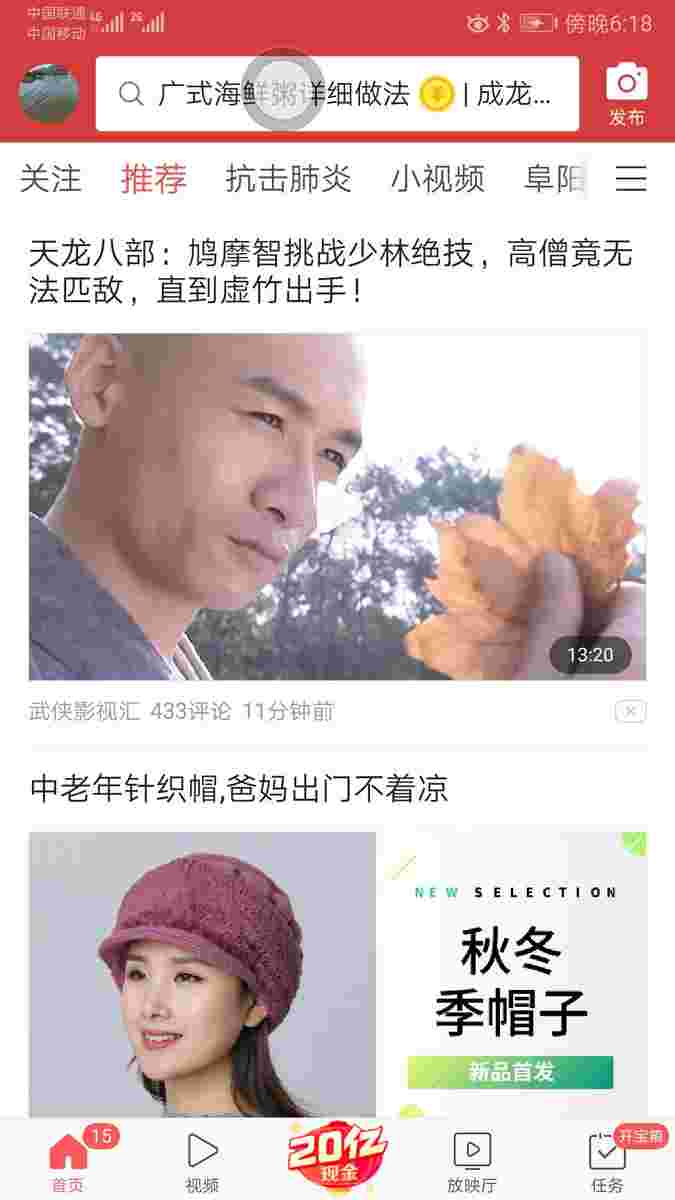 中国联通 4G 2G 傍晚6:18
中国移动
广式海鲜粥详细做法 | 成龙...
发布
关注 推荐 抗击肺炎 小视频 阜阳
天龙八部：鸠摩智挑战少林绝技，高僧竟无
法匹敌，直到虚竹出手！
13:20
武侠影视汇 433评论 11分钟前
中老年针织帽,爸妈出门不着凉
NEW SELECTION
秋冬
季帽子
新品首发
15
20亿
现金
开宝箱
首页 视频 放映厅 任务